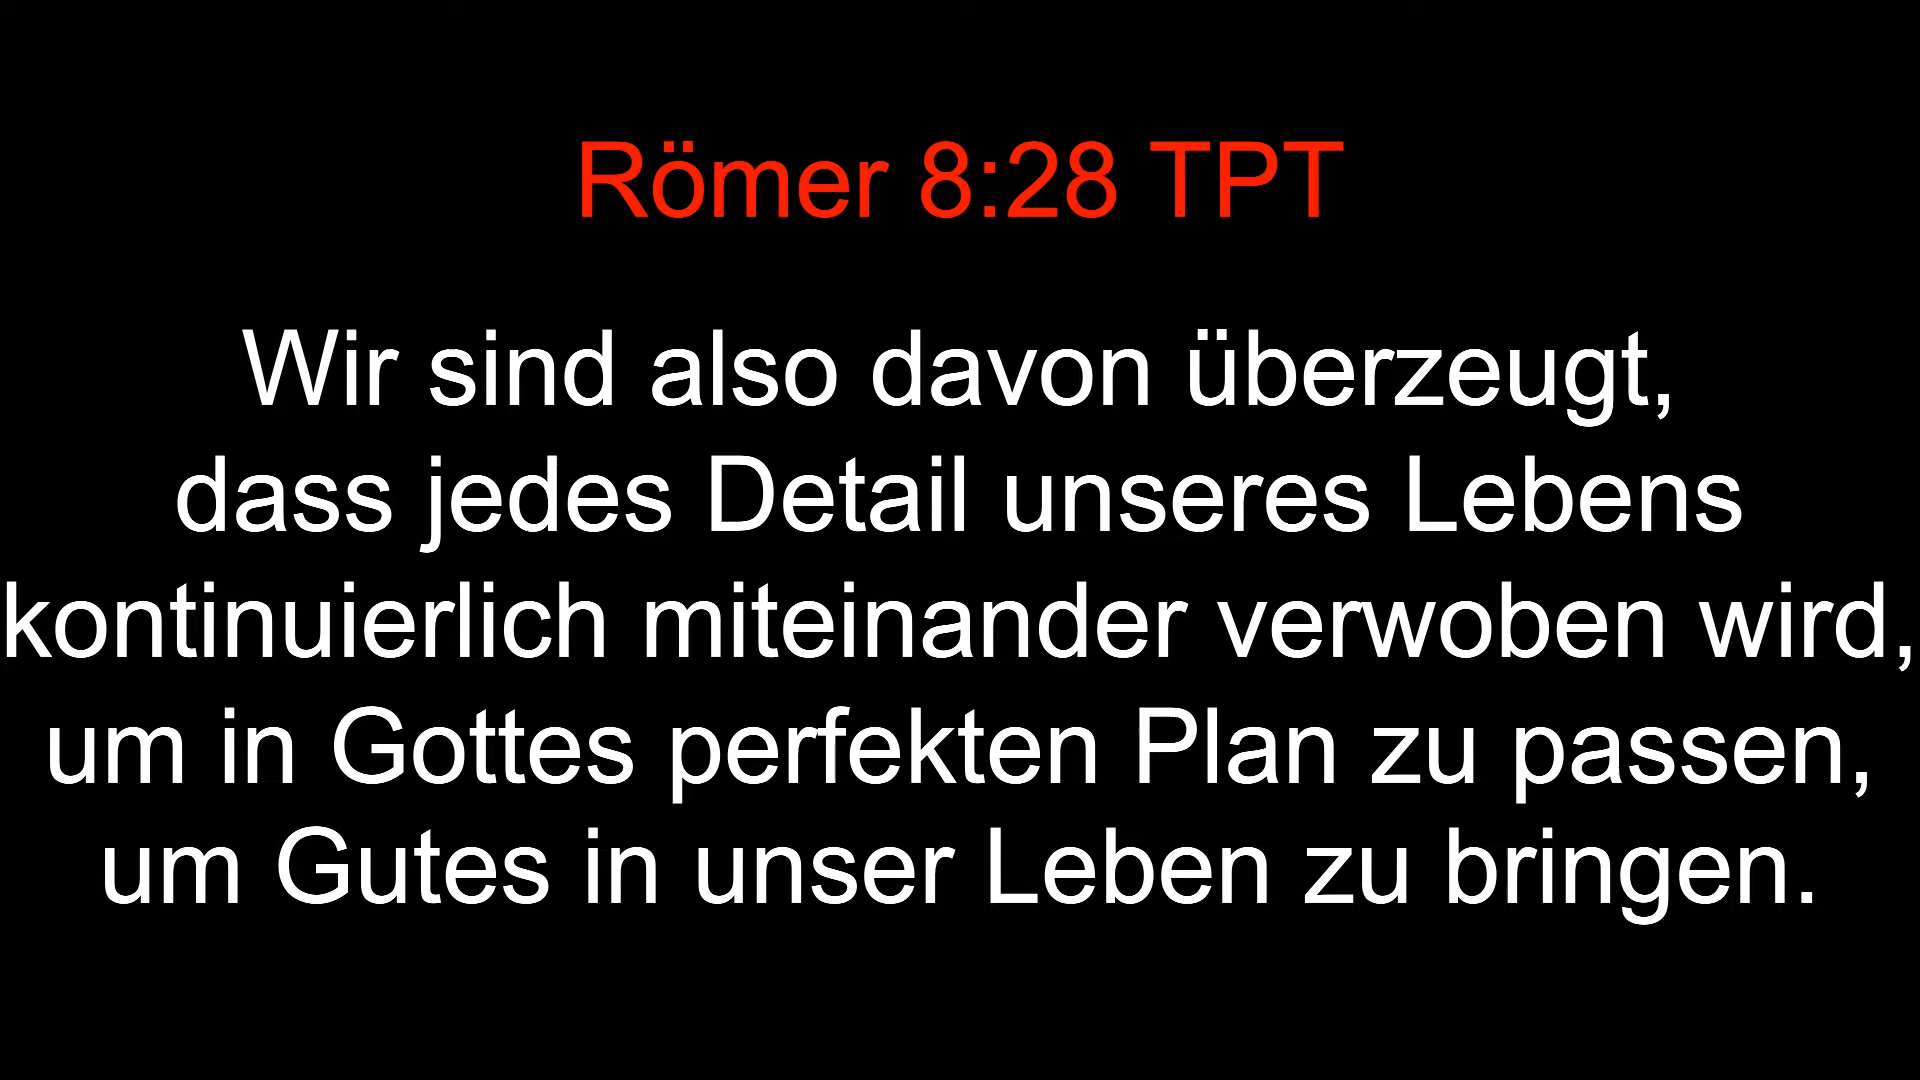 Römer 8:28 TPT
Wir sind also davon überzeugt,
dass jedes Detail unseres Lebens
kontinuierlich miteinander verwoben wird,
um in Gottes perfekten Plan zu passen,
um Gutes in unser Leben zu bringen.